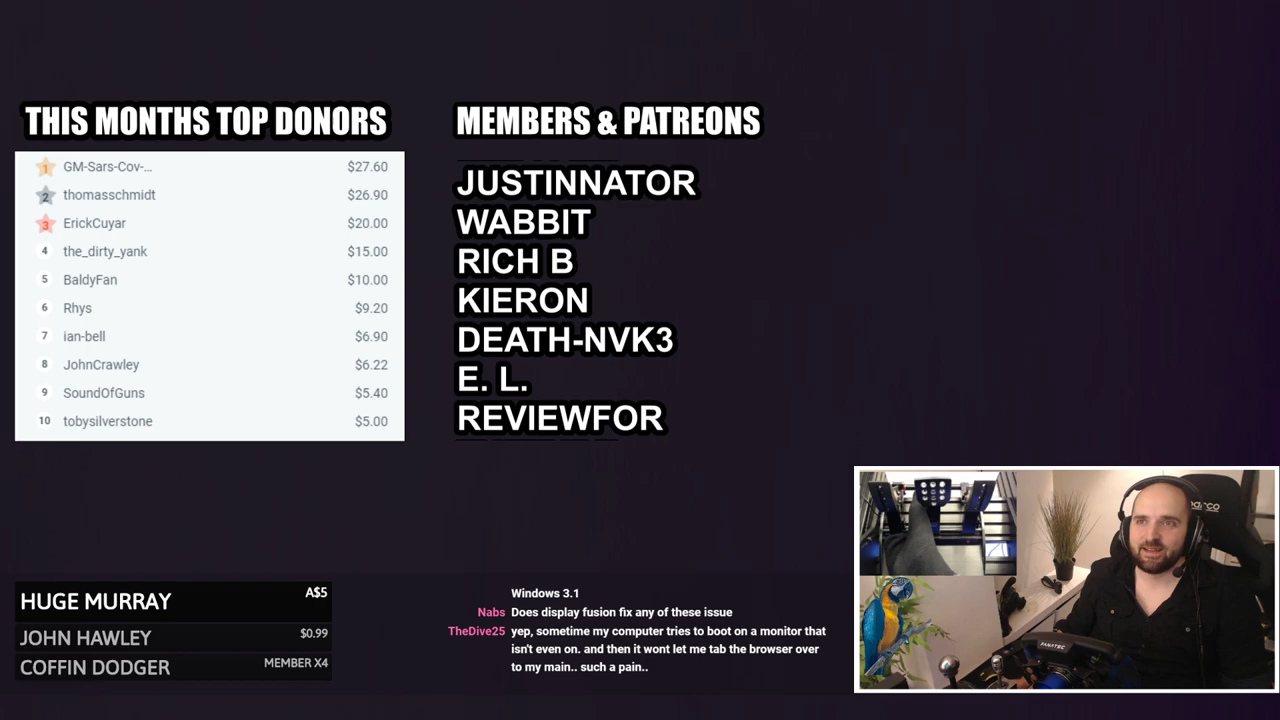 THIS MONTHS TOP DONORS
1 GM-Sars-Cov-... $27.60
2 thomasschmidt $26.90
3 ErickCuyar $20.00
4 the_dirty_yank $15.00
5 BaldyFan $10.00
6 Rhys $9.20
7 ian-bell $6.90
8 JohnCrawley $6.22
9 SoundOfGuns $5.40
10 tobysilverstone $5.00
MEMBERS & PATREONS
JUSTINNATOR
WABBIT
RICH B
KIERON
DEATH-NVK3
E. L.
REVIEWFOR
HUGE MURRAY A$5
JOHN HAWLEY $0.99
COFFIN DODGER MEMBER X4
Windows 3.1
Nabs Does display fusion fix any of these issue
TheDive25 yep, sometime my computer tries to boot on a monitor that
isn't even on. and then it wont let me tab the browser over
to my main.. such a pain..
FANATEC